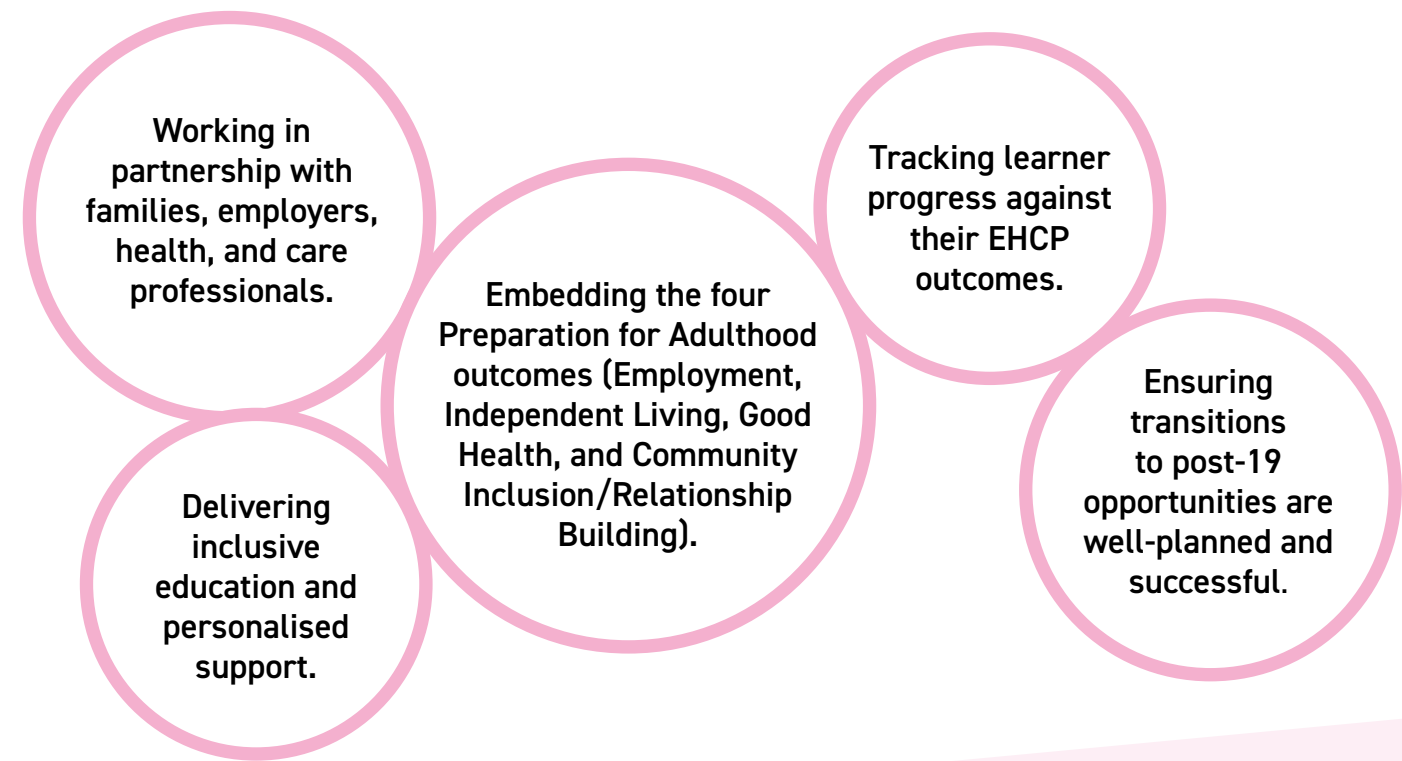 Working in
partnership with
families, employers,
health, and care
professionals.
Delivering
inclusive
education and
personalised
support.
Embedding the four
Preparation for Adulthood
outcomes (Employment,
Independent Living, Good
Health, and Community
Inclusion/Relationship
Building).
Tracking learner
progress against
their EHCP
outcomes.
Ensuring
transitions
to post-19
opportunities are
well-planned and
successful.